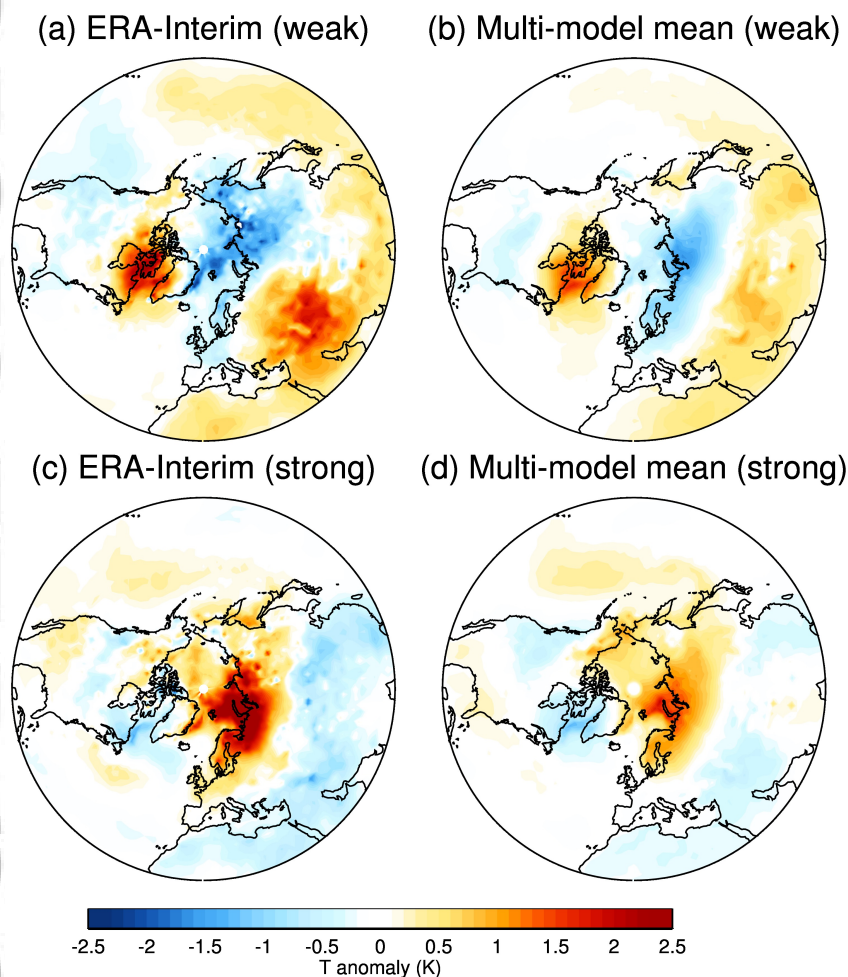 (a) ERA-Interim (weak)
(b) Multi-model mean (weak)
(c) ERA-Interim (strong)
(d) Multi-model mean (strong)
-2.5 -2 -1.5 -1 -0.5 0 0.5 1 1.5 2 2.5
T anomaly (K)